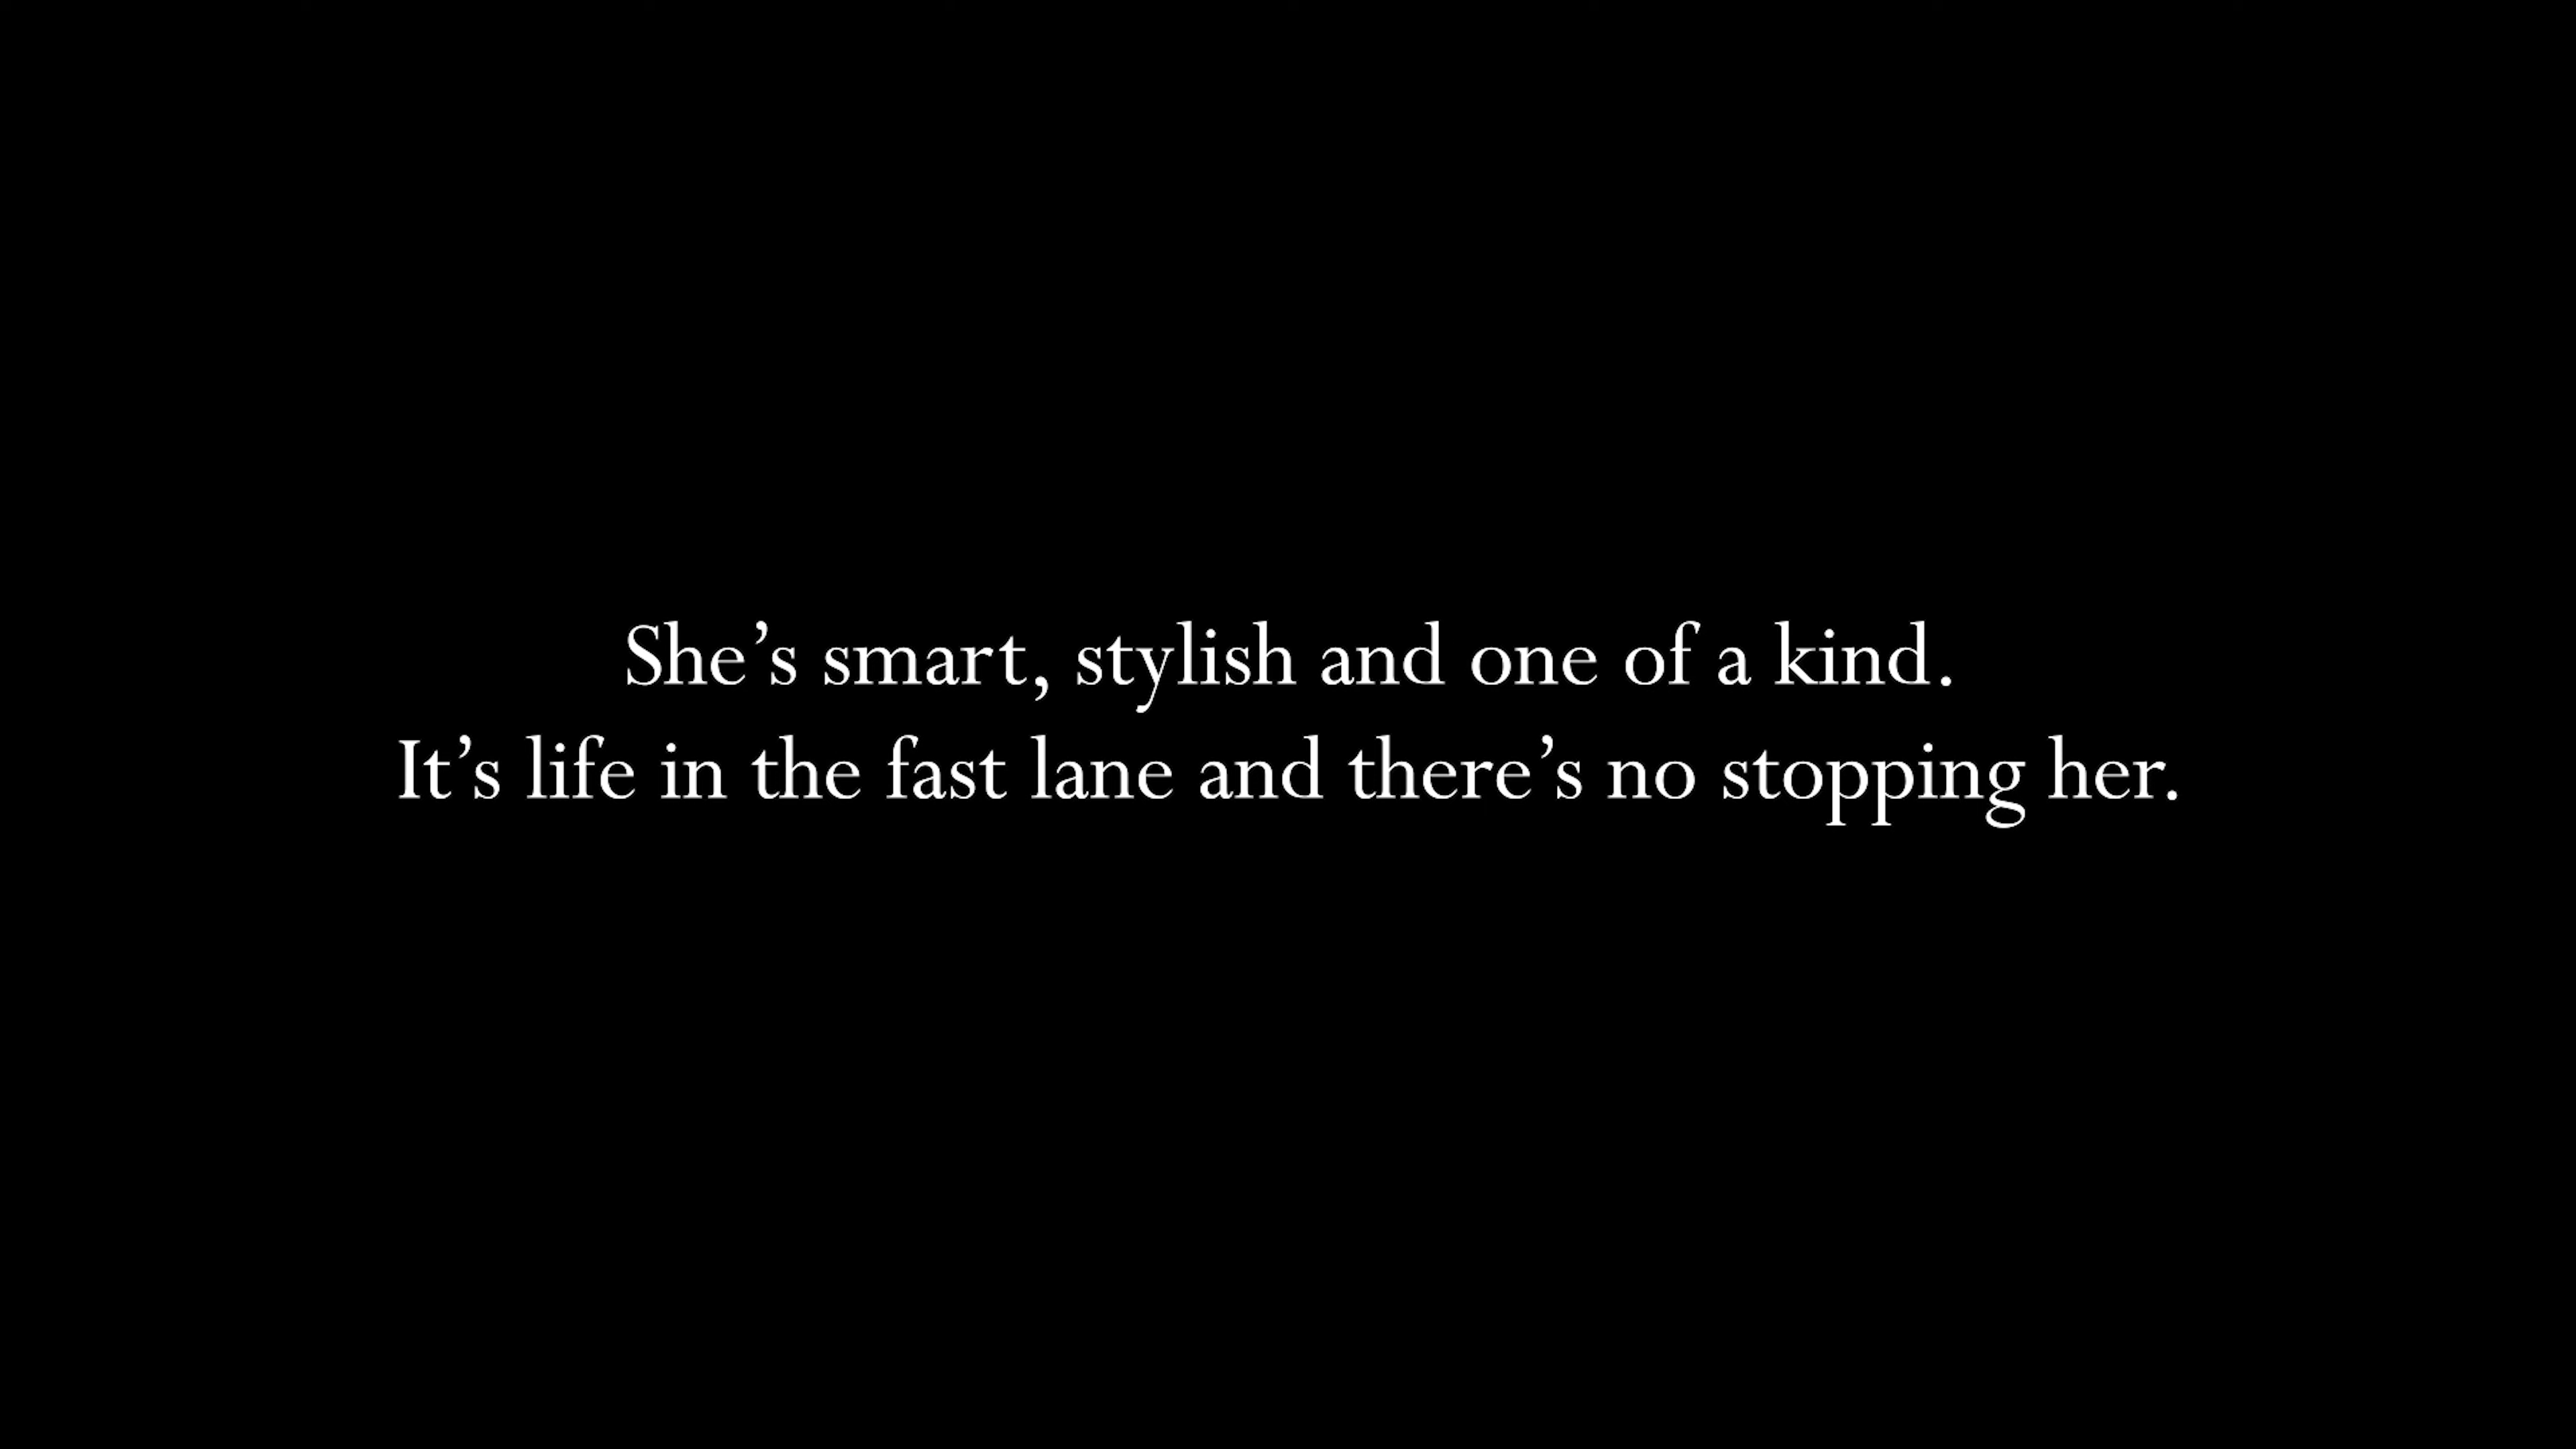 She’s smart, stylish and one of a kind.
It’s life in the fast lane and there’s no stopping her.